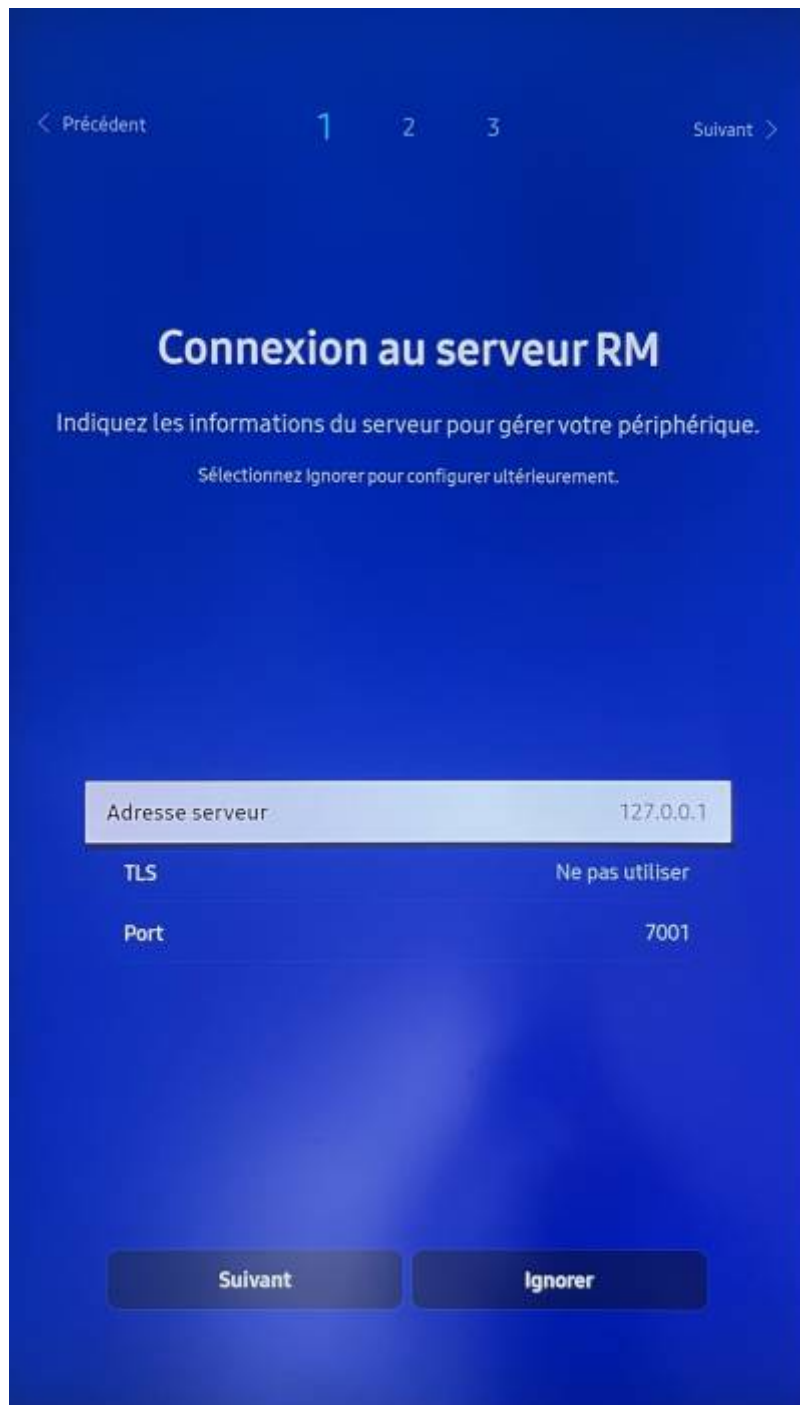 Précédent
1 2 3
Suivant
Connexion au serveur RM
Indiquez les informations du serveur pour gérer votre périphérique.
Sélectionnez Ignorer pour configurer ultérieurement.
Adresse serveur 127.0.0.1
TLS Ne pas utiliser
Port 7001
Suivant Ignorer